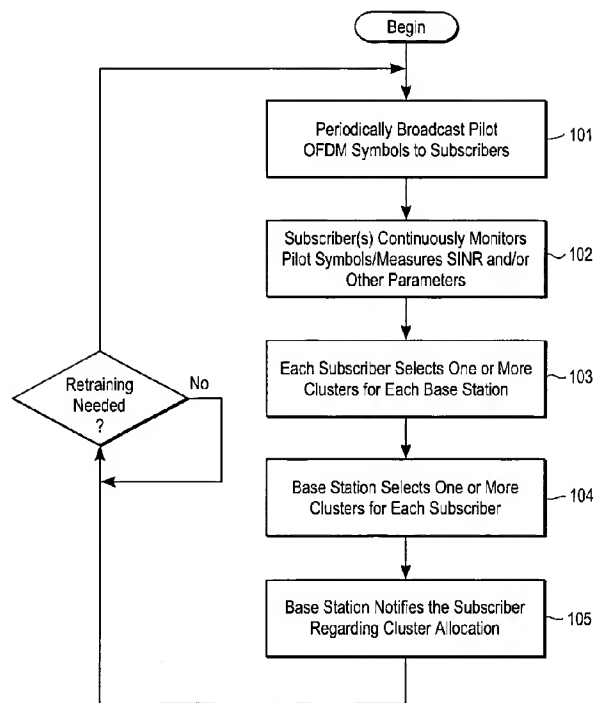 Begin
Periodically Broadcast Pilot
OFDM Symbols to Subscribers
101
Subscriber(s) Continuously Monitors
Pilot Symbols/Measures SINR and/or
Other Parameters
102
Each Subscriber Selects One or More
Clusters for Each Base Station
103
Base Station Selects One or More
Clusters for Each Subscriber
104
Base Station Notifies the Subscriber
Regarding Cluster Allocation
105
Retraining
Needed
?
No